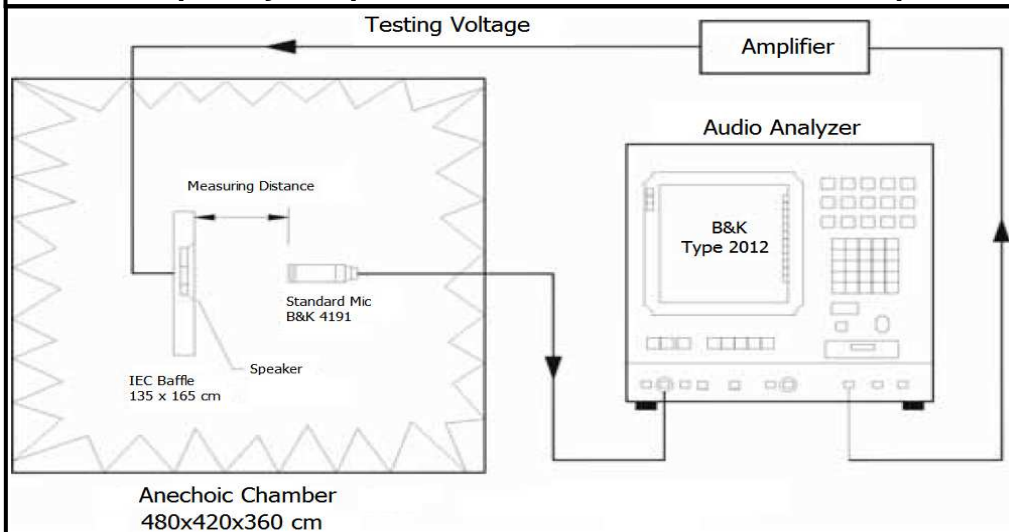 Testing Voltage
Amplifier
Audio Analyzer
Measuring Distance
B&K
Type 2012
Standard Mic
B&K 4191
Speaker
IEC Baffle
135 x 165 cm
Anechoic Chamber
480x420x360 cm